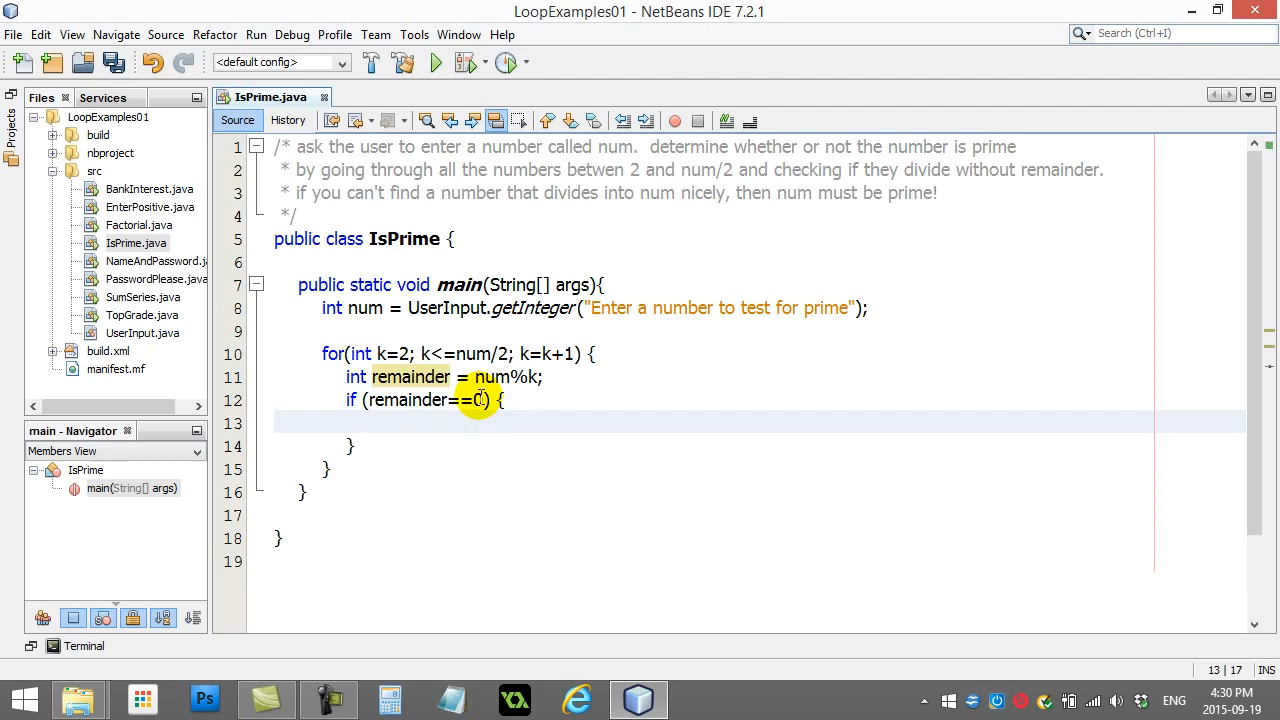 LoopExamples01 - NetBeans IDE 7.2.1
File Edit View Navigate Source Refactor Run Debug Profile Team Tools Window Help
Search (Ctrl+I)
<default config>
Projects
Files Services
LoopExamples01
build
nbproject
src
BankInterest.java
EnterPositive.java
Factorial.java
IsPrime.java
NameAndPassword.j
PasswordPlease.java
SumSeries.java
TopGrade.java
UserInput.java
build.xml
manifest.mf
main - Navigator
Members View
IsPrime
main(String[] args)
IsPrime.java
Source History
1 /* ask the user to enter a number called num.  determine whether or not the number is prime
2 * by going through all the numbers betwen 2 and num/2 and checking if they divide without remainder.
3 * if you can't find a number that divides into num nicely, then num must be prime!
4 */
5 public class IsPrime {
6
7 public static void main(String[] args){
8 int num = UserInput.getInteger("Enter a number to test for prime");
9
10 for(int k=2; k<=num/2; k=k+1) {
11 int remainder = num%k;
12 if (remainder==0) {
13
14 }
15 }
16 }
17
18 }
19
Terminal
13 | 17 INS
Ps
ENG
4:30 PM
2015-09-19